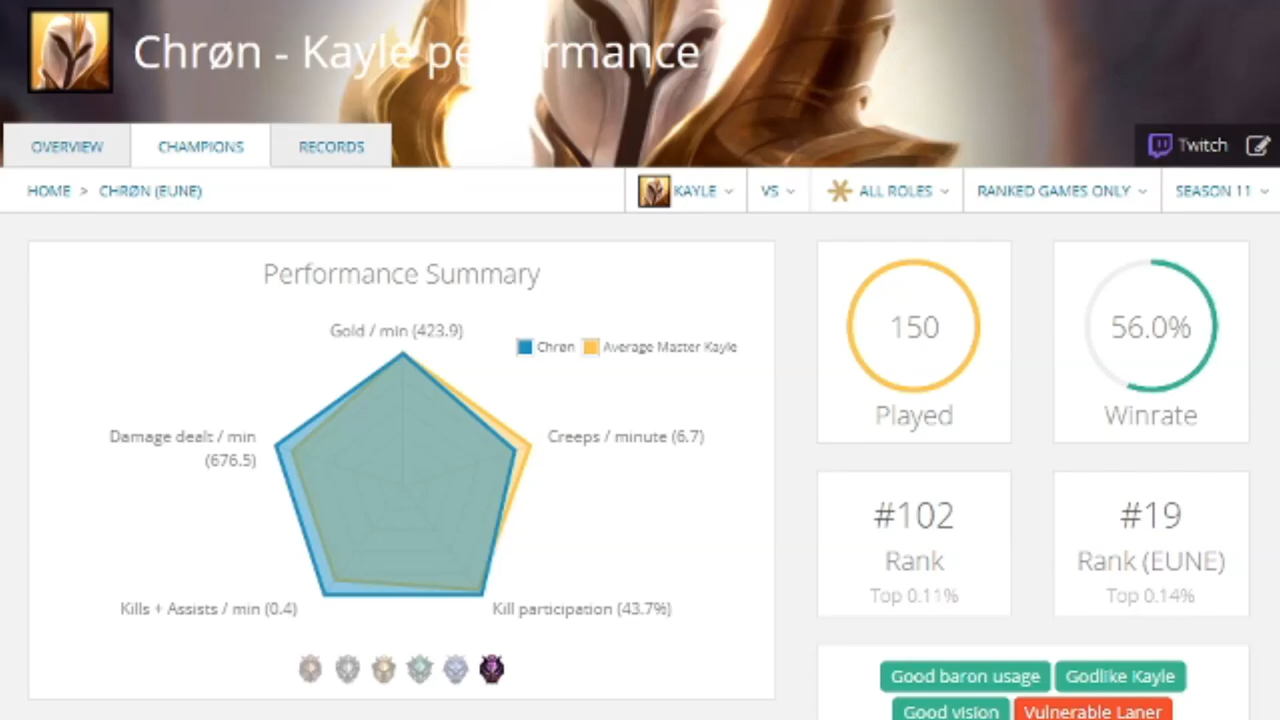 Chrøn - Kayle performance
OVERVIEW
CHAMPIONS
RECORDS
Twitch
HOME > CHRØN (EUNE)
KAYLE
VS
ALL ROLES
RANKED GAMES ONLY
SEASON 11
Performance Summary
Gold / min (423.9)
Chrøn
Average Master Kayle
Damage dealt / min
(676.5)
Creeps / minute (6.7)
Kills + Assists / min (0.4)
Kill participation (43.7%)
150
Played
56.0%
Winrate
#102
Rank
Top 0.11%
#19
Rank (EUNE)
Top 0.14%
Good baron usage
Godlike Kayle
Good vision
Vulnerable Laner